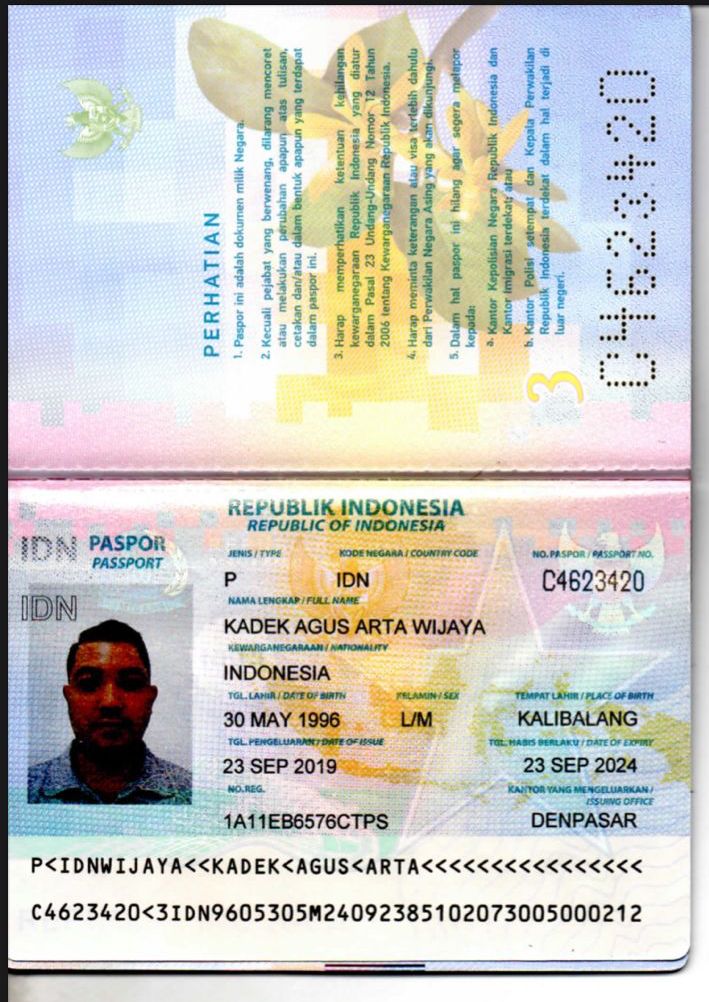 PERHATIAN
1. Paspor ini adalah dokumen milik Negara.
2. Kecuali pejabat yang berwenang, dilarang mencoret
atau melakukan perubahan apapun atas tulisan,
cetakan dan/atau dalam bentuk apapun yang terdapat
dalam paspor ini.
3. Harap memperhatikan ketentuan kehilangan
kewarganegaraan Republik Indonesia yang diatur
dalam Pasal 23 Undang-Undang Nomor 12 Tahun
2006 tentang Kewarganegaraan Republik Indonesia.
4. Harap meminta keterangan atau visa terlebih dahulu
dari Perwakilan Negara Asing yang akan dikunjungi.
5. Dalam hal paspor ini hilang agar segera melapor
kepada:
a. Kantor Kepolisian Negara Republik Indonesia dan
Kantor Imigrasi terdekat; atau
b. Kantor Polisi setempat dan Kepala Perwakilan
Republik Indonesia terdekat dalam hal terjadi di
luar negeri.
3
C4623420
REPUBLIK INDONESIA
REPUBLIC OF INDONESIA
IDN PASPOR
PASSPORT
IDN
JENIS / TYPE KODE NEGARA / COUNTRY CODE NO. PASPOR / PASSPORT NO.
P IDN C4623420
NAMA LENGKAP / FULL NAME
KADEK AGUS ARTA WIJAYA
KEWARGANEGARAAN / NATIONALITY
INDONESIA
TGL. LAHIR / DATE OF BIRTH KELAMIN / SEX TEMPAT LAHIR / PLACE OF BIRTH
30 MAY 1996 L/M KALIBALANG
TGL. PENGELUARAN / DATE OF ISSUE TGL. HABIS BERLAKU / DATE OF EXPIRY
23 SEP 2019 23 SEP 2024
NO. REG. KANTOR YANG MENGELUARKAN /
ISSUING OFFICE
1A11EB6576CTPS DENPASAR
P<IDNWIJAYA<<KADEK<AGUS<ARTA<<<<<<<<<<<<<<<<
C4623420<3IDN9605305M2409238510207300500​0212